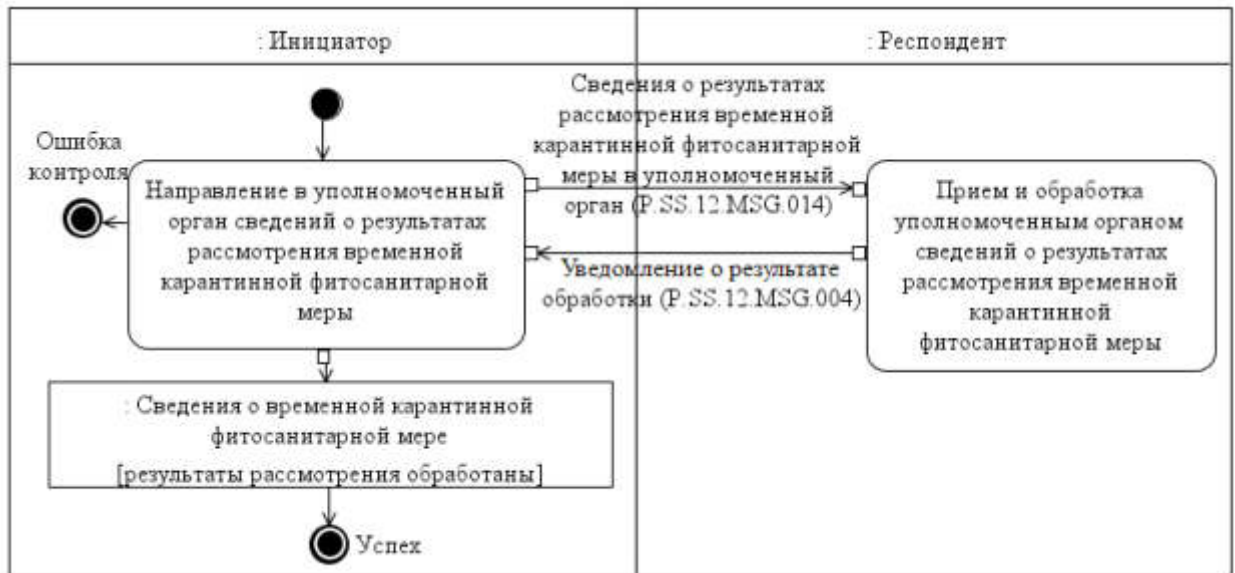 : Инициатор
: Респондент
Ошибка
контроля
Направление в уполномоченный
орган сведений о результатах
рассмотрения временной
карантинной фитосанитарной
меры
Сведения о результатах
рассмотрения временной
карантинной фитосанитарной
меры в уполномоченный
орган (P.SS.12.MSG.014)
Уведомление о результате
обработки (P.SS.12.MSG.004)
Прием и обработка
уполномоченным органом
сведений о результатах
рассмотрения временной
карантинной
фитосанитарной меры
: Сведения о временной карантинной
фитосанитарной мере
[результаты рассмотрения обработаны]
Успех